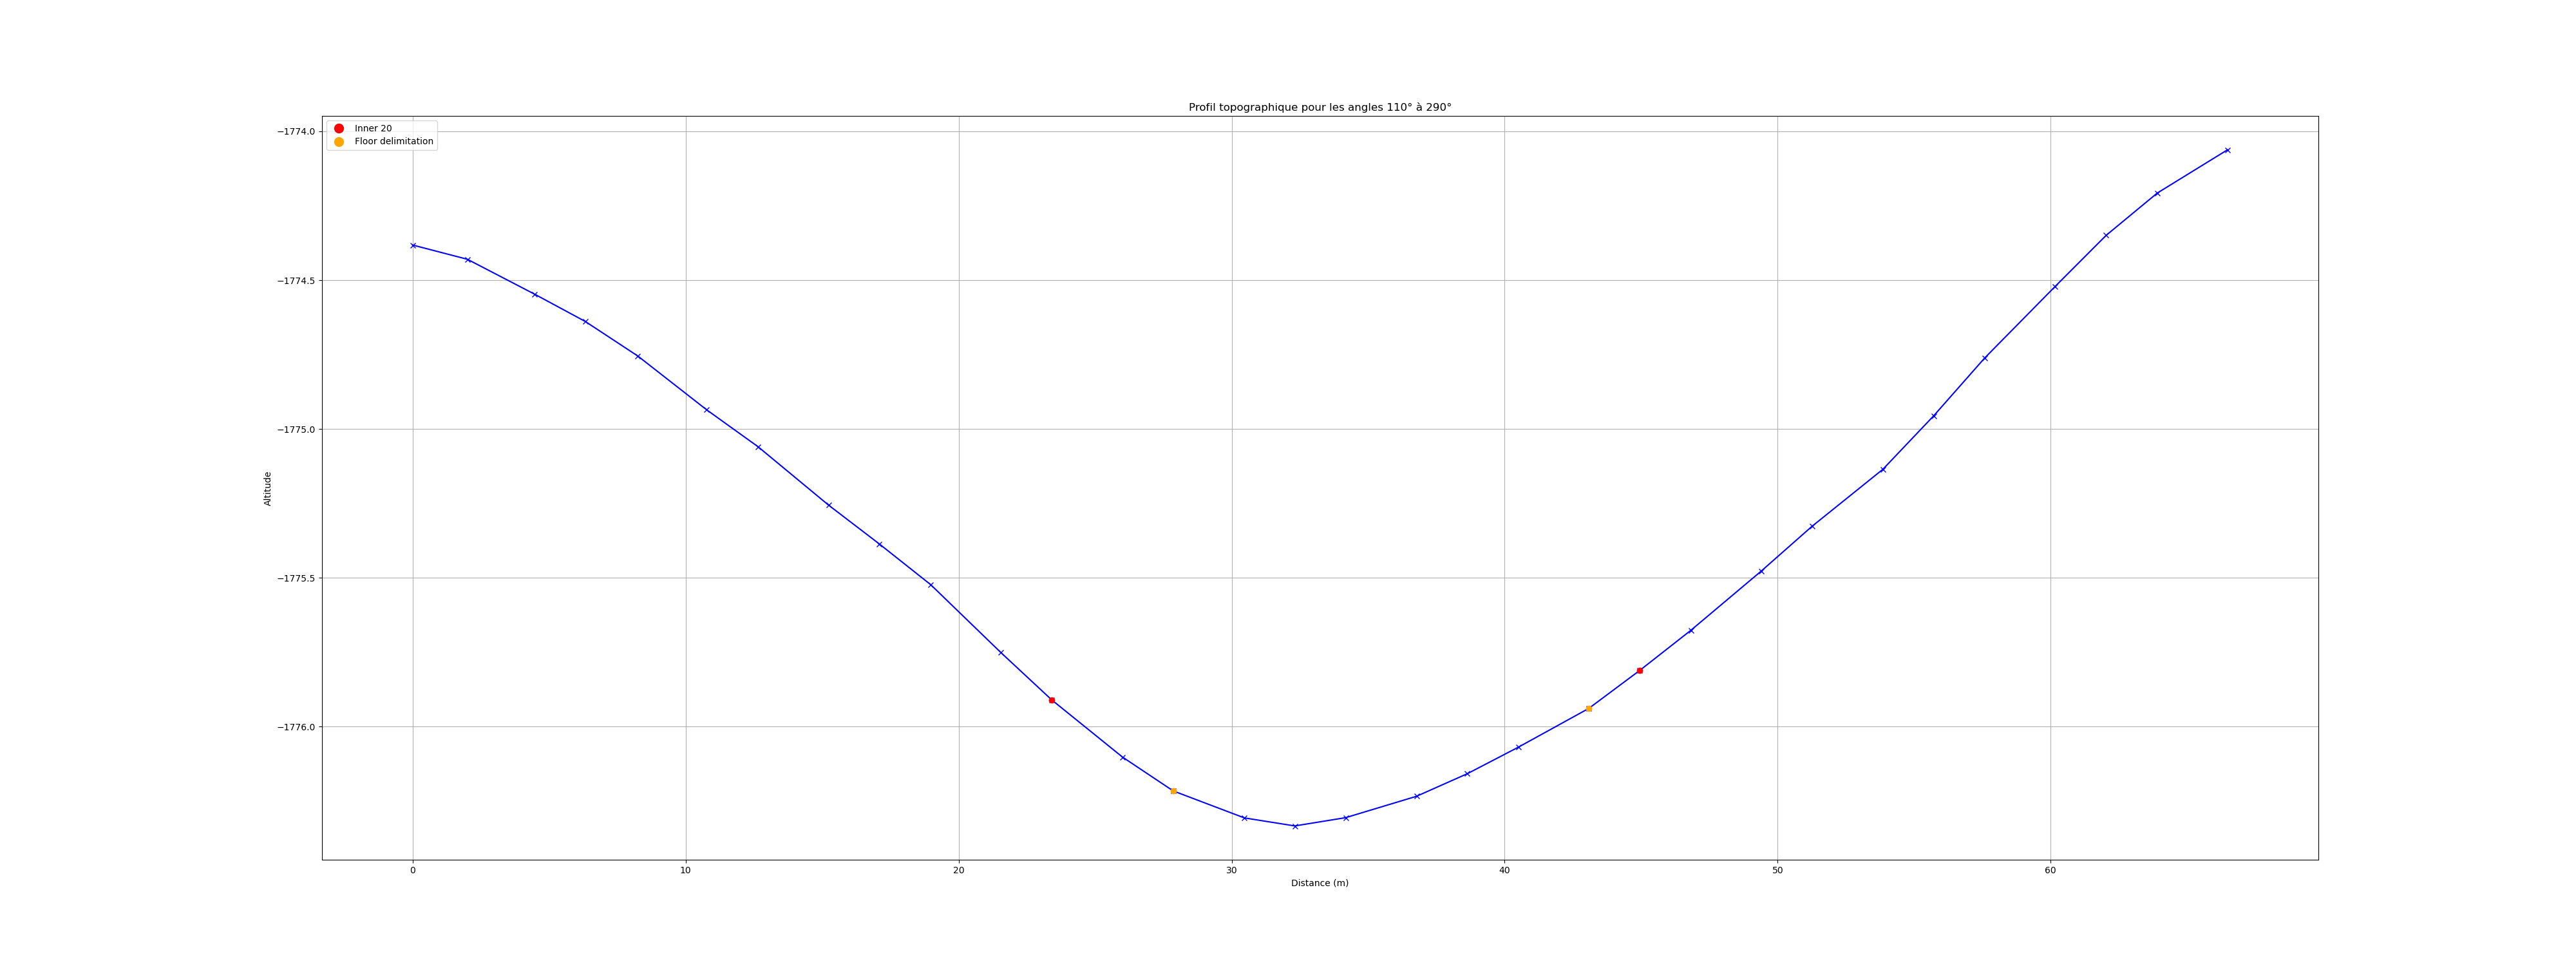 Profil topographique pour les angles 110° à 290°
Inner 20
Floor delimitation
−1774.0
−1774.5
−1775.0
−1775.5
−1776.0
Altitude
0 10 20 30 40 50 60
Distance (m)